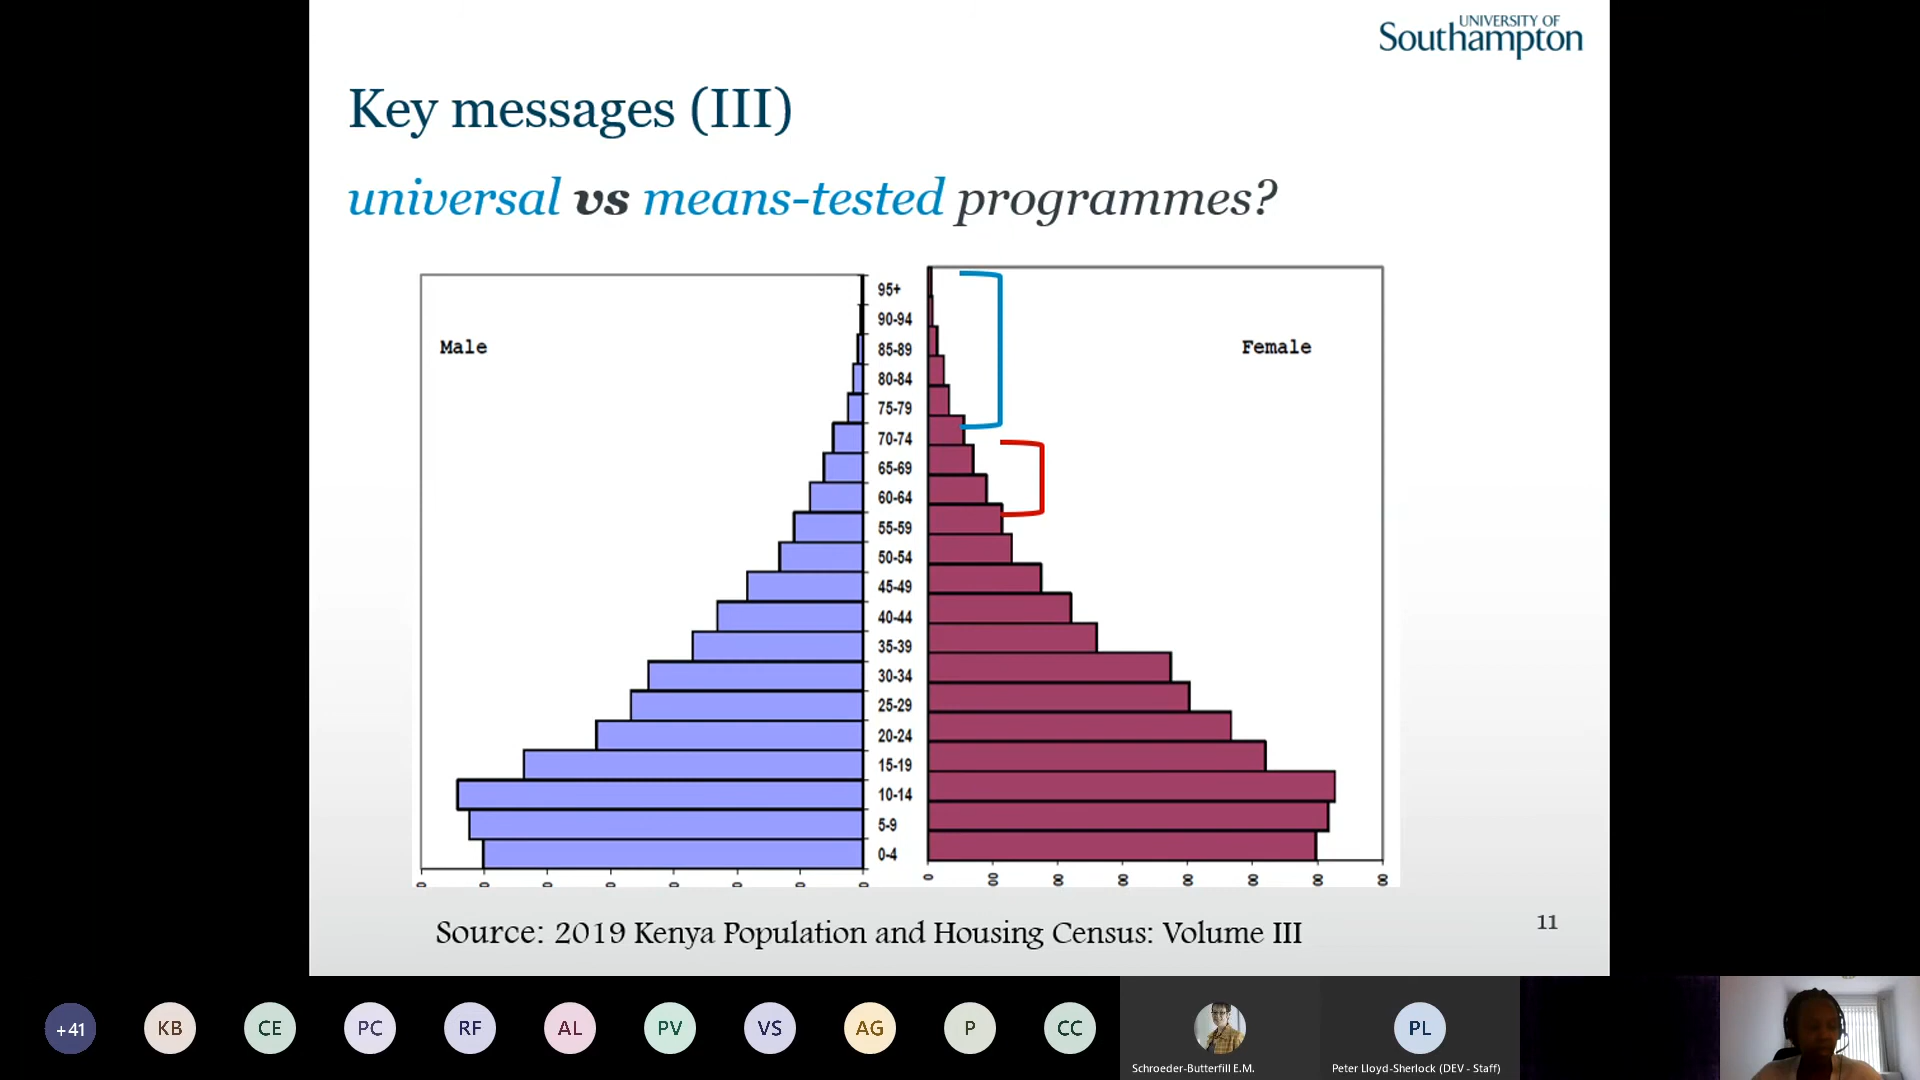 UNIVERSITY OF
Southampton
Key messages (III)
universal vs means-tested programmes?
95+
90-94
Male
85-89
Female
80-84
75-79
70-74
65-69
60-64
55-59
50-54
45-49
40-44
35-39
30-34
25-29
20-24
15-19
10-14
5-9
0-4
Source: 2019 Kenya Population and Housing Census: Volume III
11
+41
KB
CE
PC
RF
AL
PV
VS
AG
P
CC
PL
Schroeder-Butterfill E.M.
Peter Lloyd-Sherlock (DEV - Staff)